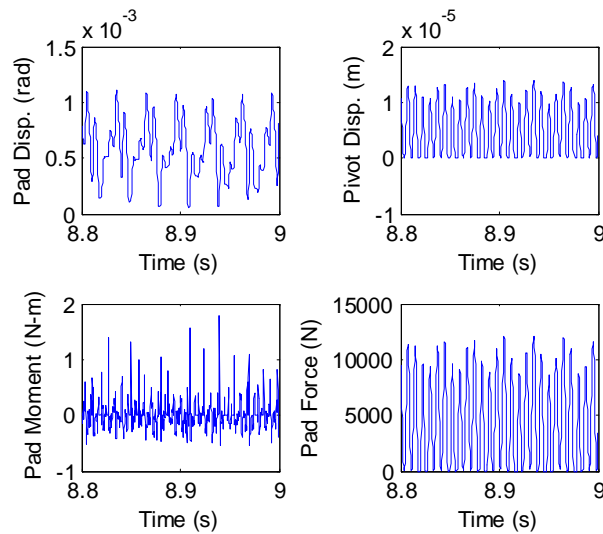 x 10^-3
1.5
1
0.5
0
Pad Disp. (rad)
8.8 8.9 9
Time (s)
x 10^-5
2
1
0
-1
Pivot Disp. (m)
8.8 8.9 9
Time (s)
2
1
0
-1
Pad Moment (N-m)
8.8 8.9 9
Time (s)
15000
10000
5000
0
Pad Force (N)
8.8 8.9 9
Time (s)